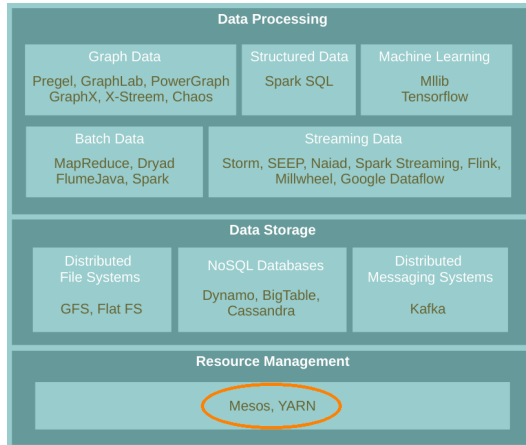 Data Processing
Graph Data
Pregel, GraphLab, PowerGraph
GraphX, X-Streem, Chaos
Structured Data
Spark SQL
Machine Learning
Mllib
Tensorflow
Batch Data
MapReduce, Dryad
FlumeJava, Spark
Streaming Data
Storm, SEEP, Naiad, Spark Streaming, Flink,
Millwheel, Google Dataflow
Data Storage
Distributed
File Systems
GFS, Flat FS
NoSQL Databases
Dynamo, BigTable,
Cassandra
Distributed
Messaging Systems
Kafka
Resource Management
Mesos, YARN